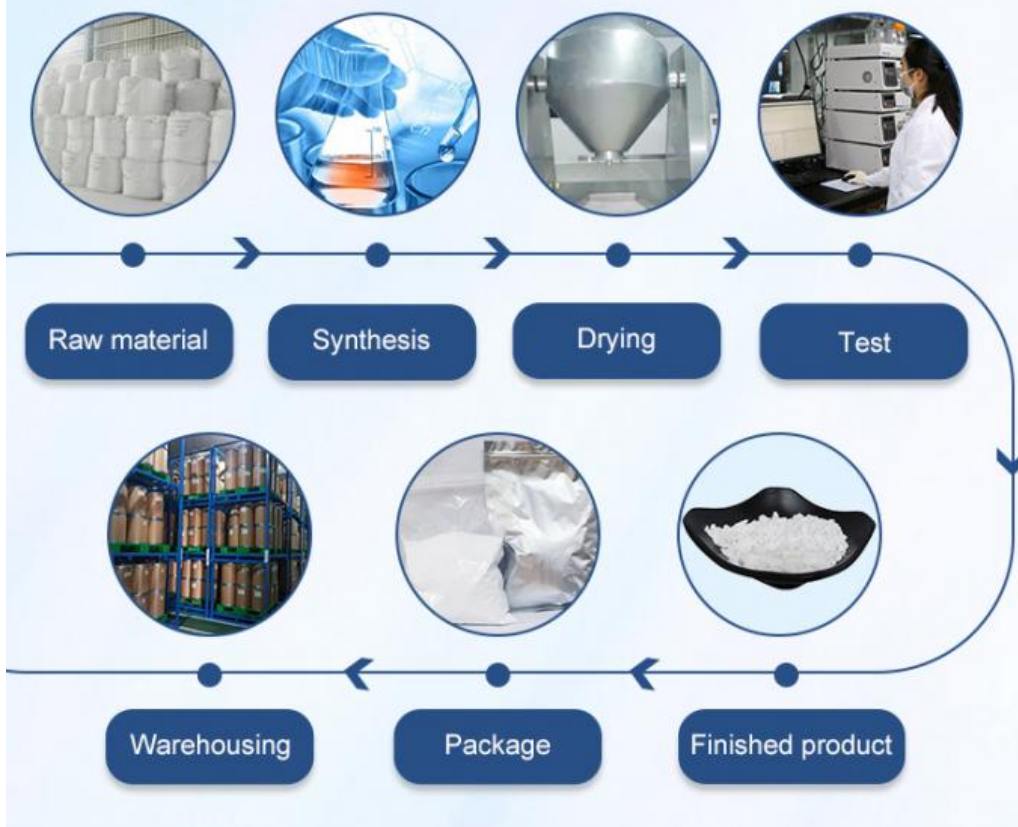 Raw material
Synthesis
Drying
Test
Finished product
Package
Warehousing